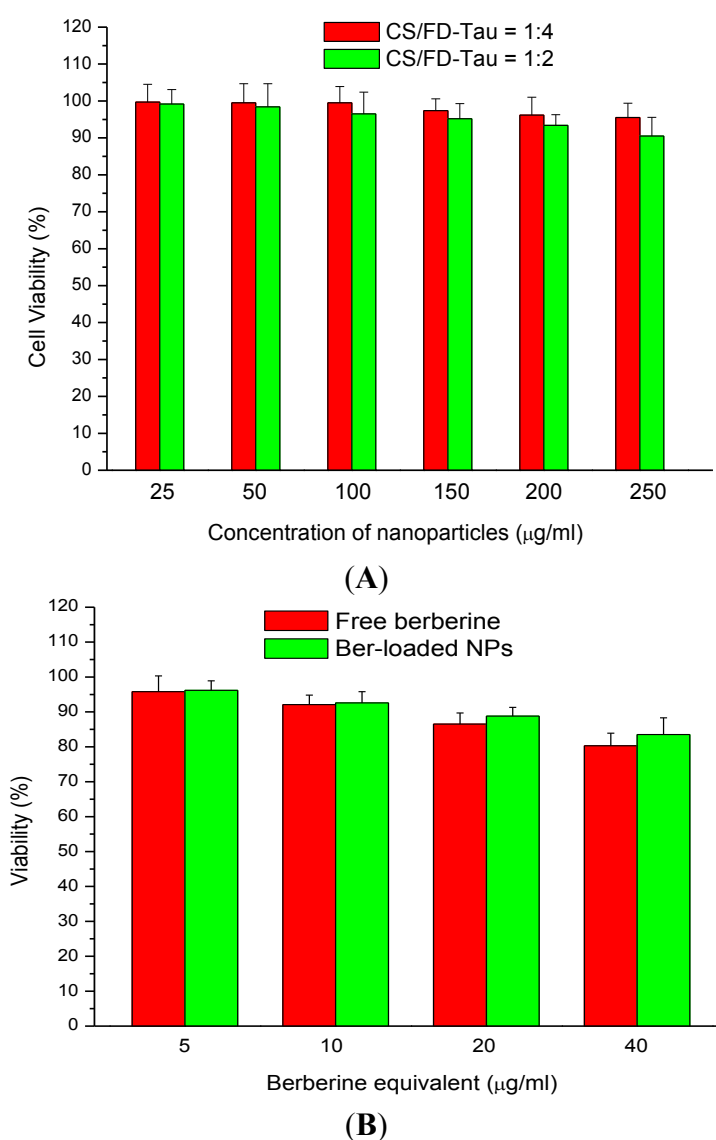 CS/FD-Tau = 1:4
CS/FD-Tau = 1:2
120
110
100
90
80
70
60
50
40
30
20
10
0
Cell Viability (%)
25 50 100 150 200 250
Concentration of nanoparticles (μg/ml)
(A)
Free berberine
Ber-loaded NPs
120
110
100
90
80
70
60
50
40
30
20
10
0
Viability (%)
5 10 20 40
Berberine equivalent (μg/ml)
(B)